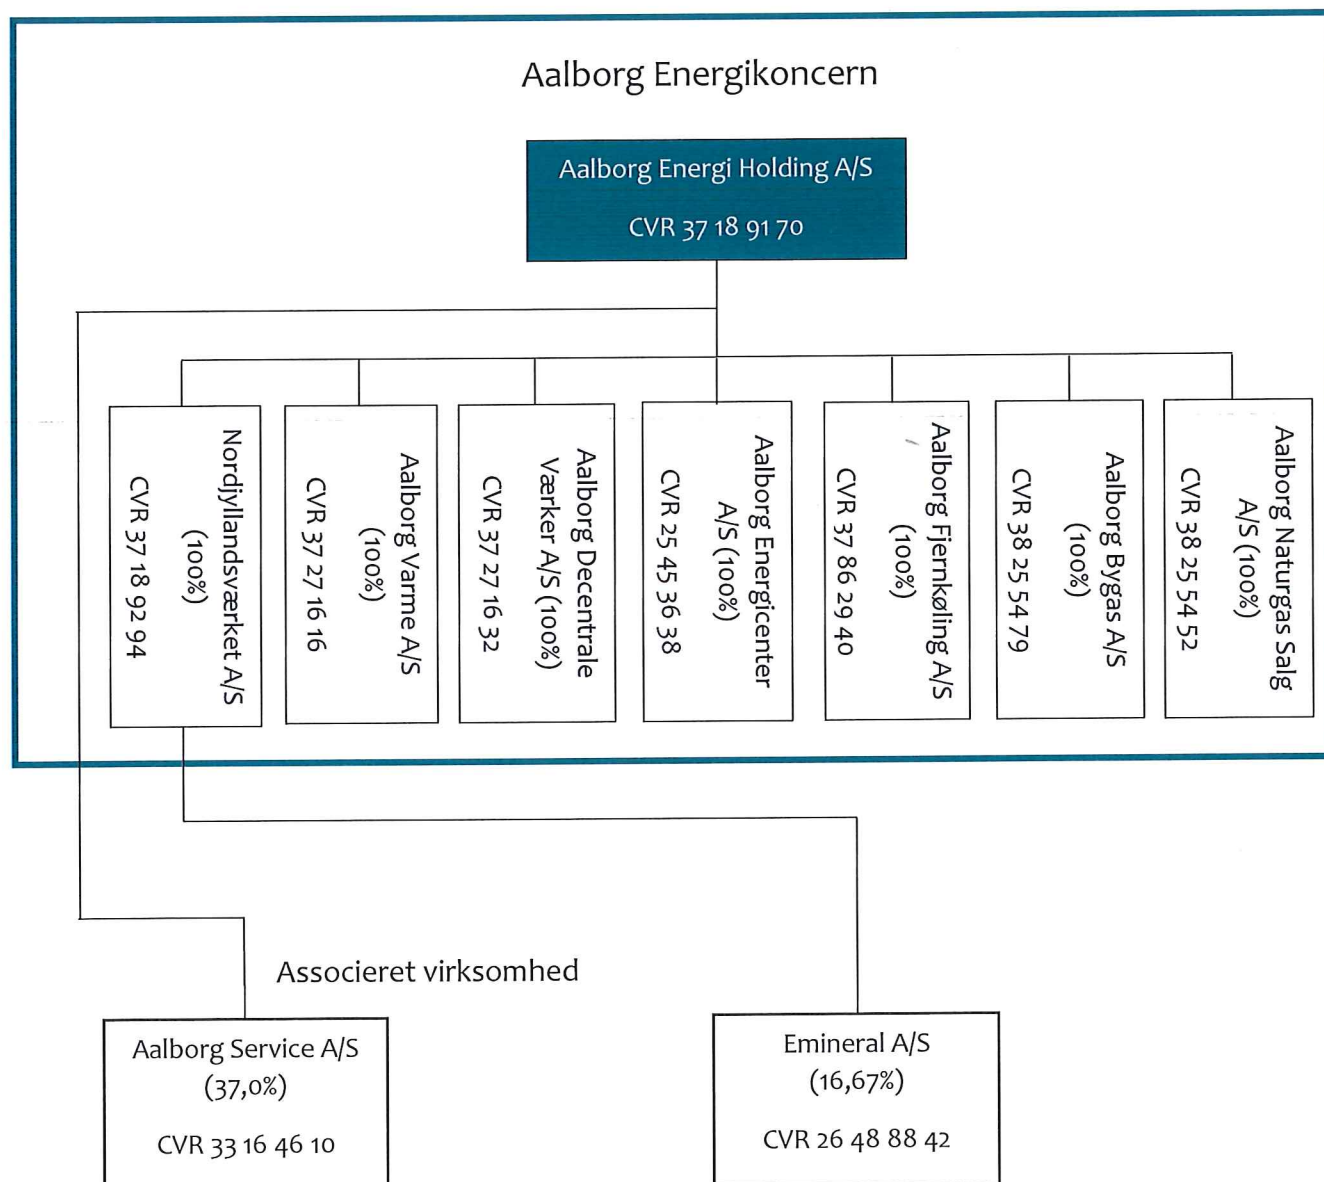 Aalborg Energikoncern
Aalborg Energi Holding A/S
CVR 37 18 91 70
Nordjyllandsværket A/S
(100%)
CVR 37 18 92 94
Aalborg Varme A/S
(100%)
CVR 37 27 16 16
Aalborg Decentrale
Værker A/S (100%)
CVR 37 27 16 32
Aalborg Energicenter
A/S (100%)
CVR 25 45 36 38
Aalborg Fjernkøling A/S
(100%)
CVR 37 86 29 40
Aalborg Bygas A/S
(100%)
CVR 38 25 54 79
Aalborg Naturgas Salg
A/S (100%)
CVR 38 25 54 52
Associeret virksomhed
Aalborg Service A/S
(37,0%)
CVR 33 16 46 10
Emineral A/S
(16,67%)
CVR 26 48 88 42